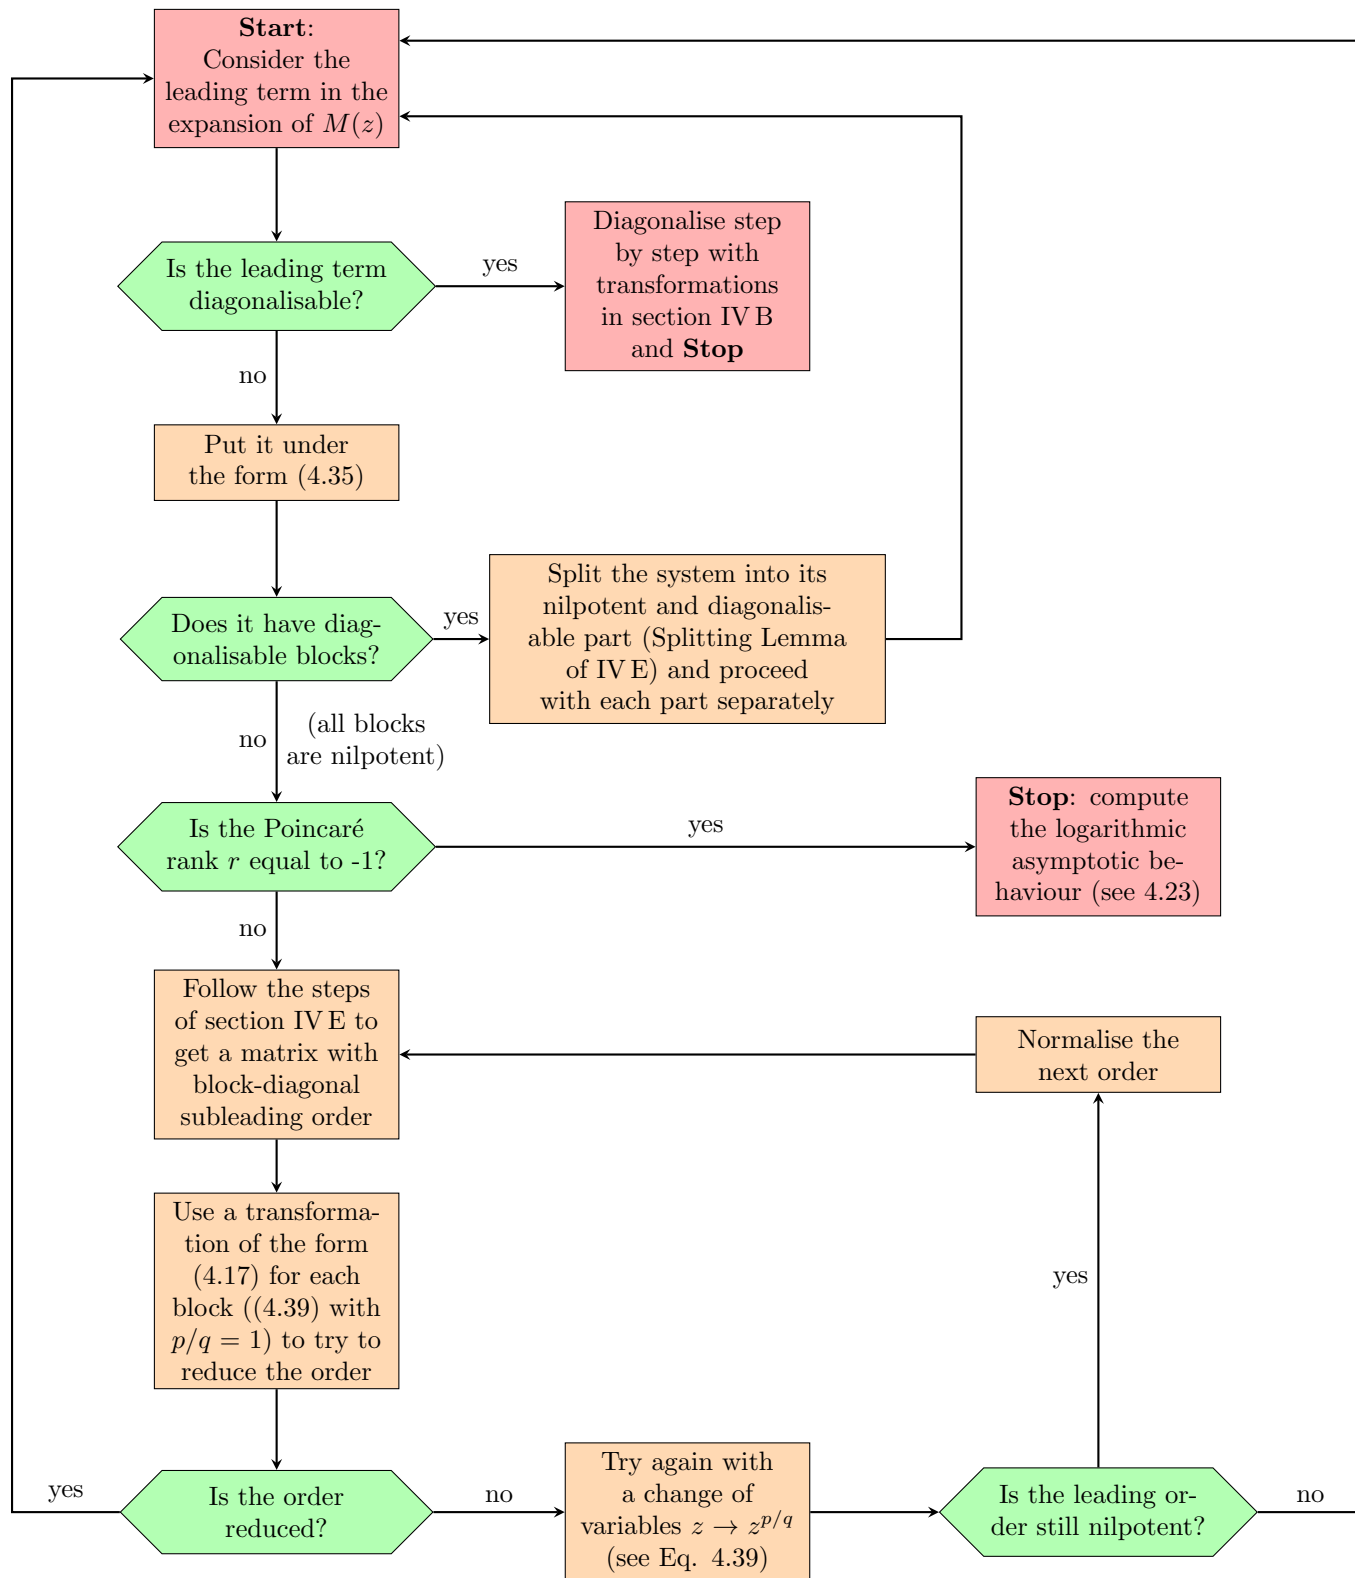 Start:
Consider the
leading term in the
expansion of M(z)
Is the leading term
diagonalisable?
yes
Diagonalise step
by step with
transformations
in section IV B
and Stop
no
Put it under
the form (4.35)
Does it have diag-
onalisable blocks?
yes
Split the system into its
nilpotent and diagonalis-
able part (Splitting Lemma
of IV E) and proceed
with each part separately
no
(all blocks
are nilpotent)
Is the Poincaré
rank r equal to -1?
yes
Stop: compute
the logarithmic
asymptotic be-
haviour (see 4.23)
no
Follow the steps
of section IV E to
get a matrix with
block-diagonal
subleading order
Normalise the
next order
Use a transforma-
tion of the form
(4.17) for each
block ((4.39) with
p/q = 1) to try to
reduce the order
yes
yes
Is the order
reduced?
no
Try again with
a change of
variables z → z^{p/q}
(see Eq. 4.39)
Is the leading or-
der still nilpotent?
no